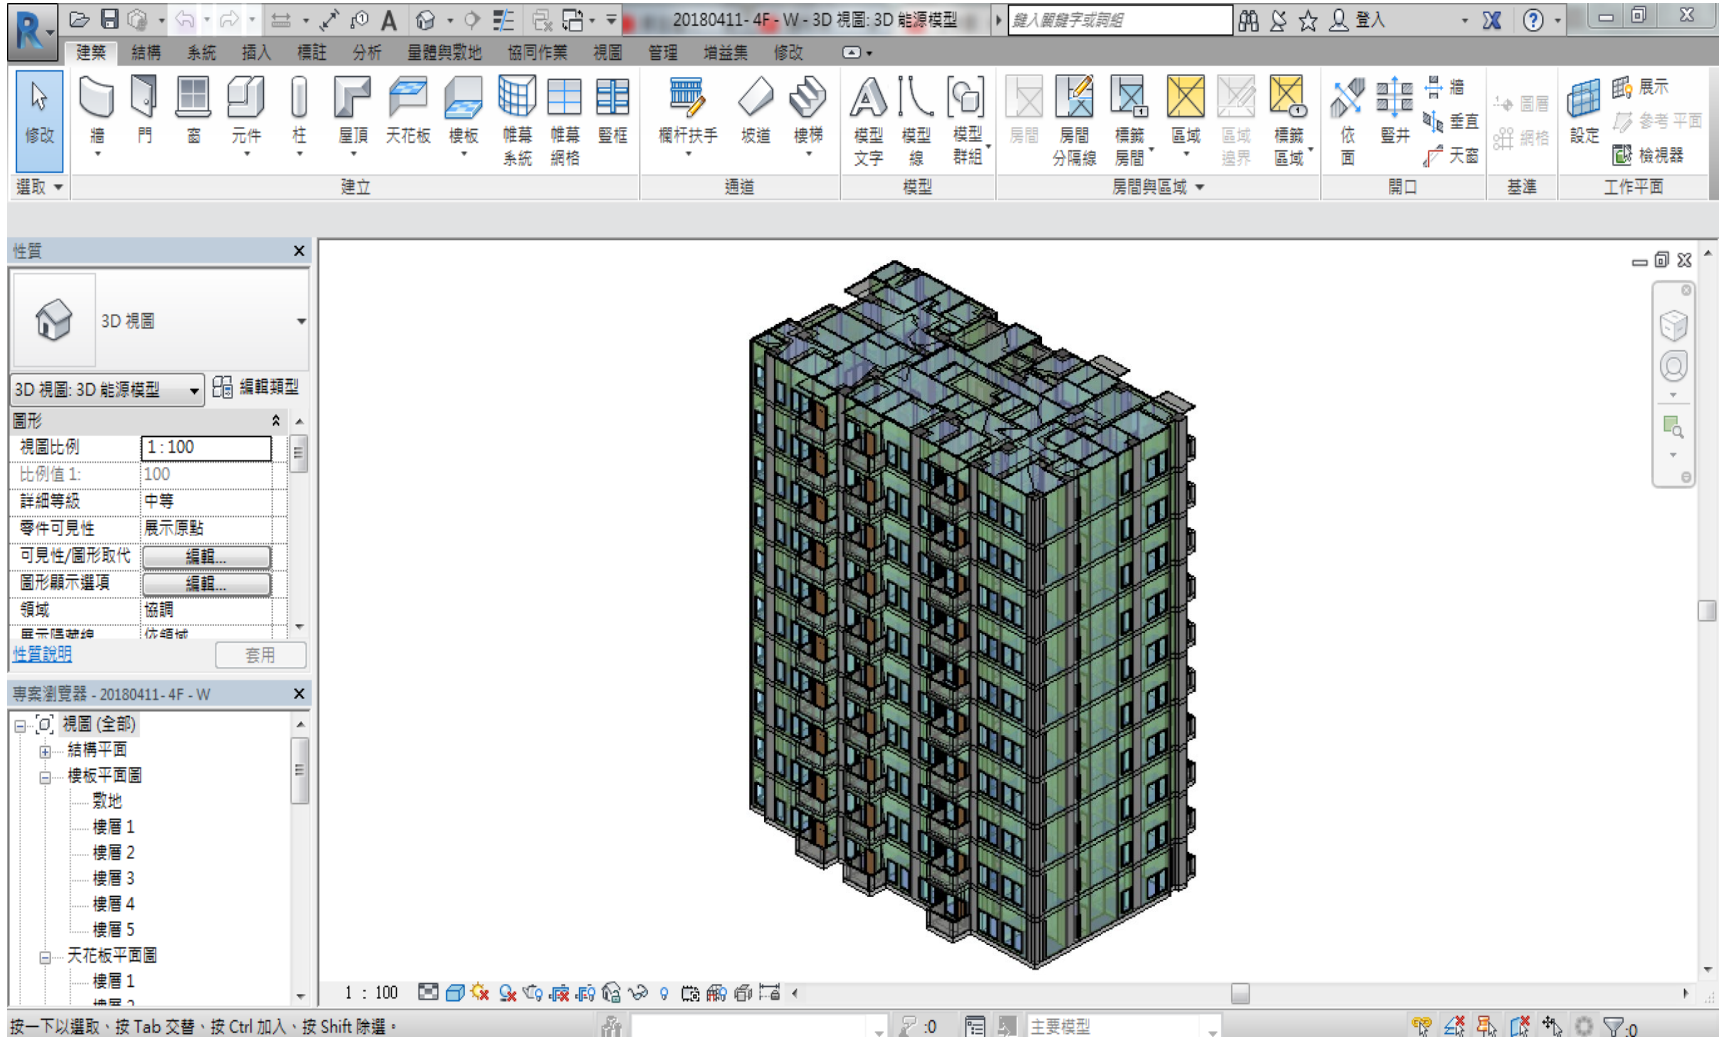 20180411- 4F - W - 3D 視圖: 3D 能源模型
鍵入關鍵字或詞組
登入
建築 結構 系統 插入 標註 分析 量體與敷地 協同作業 視圖 管理 增益集 修改
修改
牆
門
窗
元件
柱
屋頂
天花板
樓板
帷幕
系統
帷幕
網格
豎框
欄杆扶手
坡道
樓梯
模型
文字
模型
線
模型
群組
房間
房間
分隔線
標籤
房間
區域
區域
邊界
標籤
區域
依
面
豎井
牆
垂直
天窗
圖層
網格
設定
展示
參考 平面
檢視器
選取
建立
通道
模型
房間與區域
開口
基準
工作平面
性質
3D 視圖
3D 視圖: 3D 能源模型
編輯類型
圖形
視圖比例 1 : 100
比例值 1: 100
詳細等級 中等
零件可見性 展示原點
可見性/圖形取代 編輯...
圖形顯示選項 編輯...
領域 協調
展示隱藏線 依領域
性質說明 套用
專案瀏覽器 - 20180411- 4F - W
視圖 (全部)
結構平面
樓板平面圖
敷地
樓層 1
樓層 2
樓層 3
樓層 4
樓層 5
天花板平面圖
樓層 1
樓層 2
1 : 100
按一下以選取、按 Tab 交替、按 Ctrl 加入、按 Shift 除選。
:0
主要模型
:0